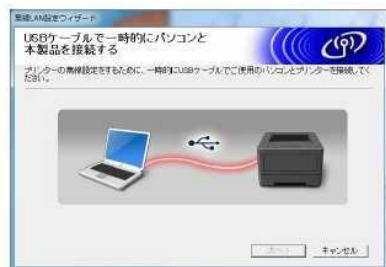 無線LAN設定ウィザード
USBケーブルで一時的にパソコンと
本製品を接続する
プリンターの無線設定をするために、一時的にUSBケーブルでご使用のパソコンとプリンターを接続してく
ださい。
キャンセル